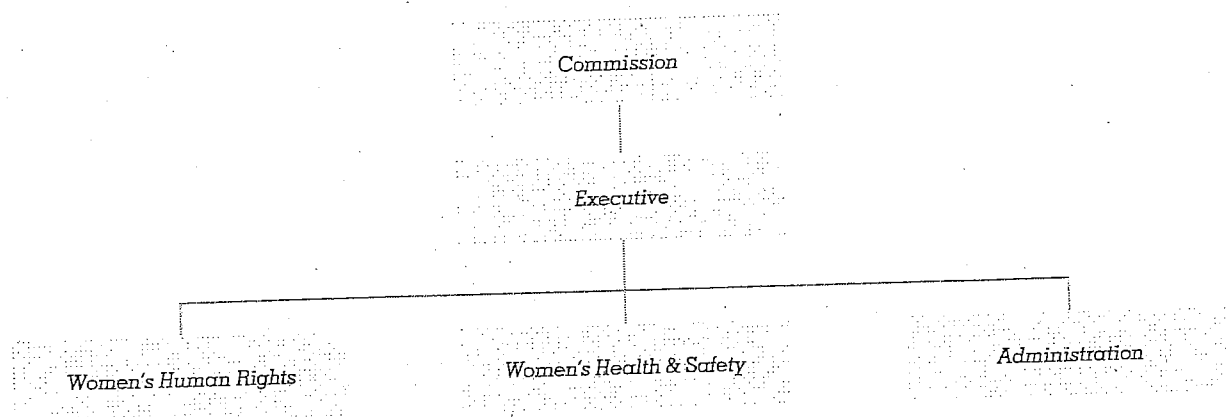 Commission
Executive
Women's Human Rights
Women's Health & Safety
Administration